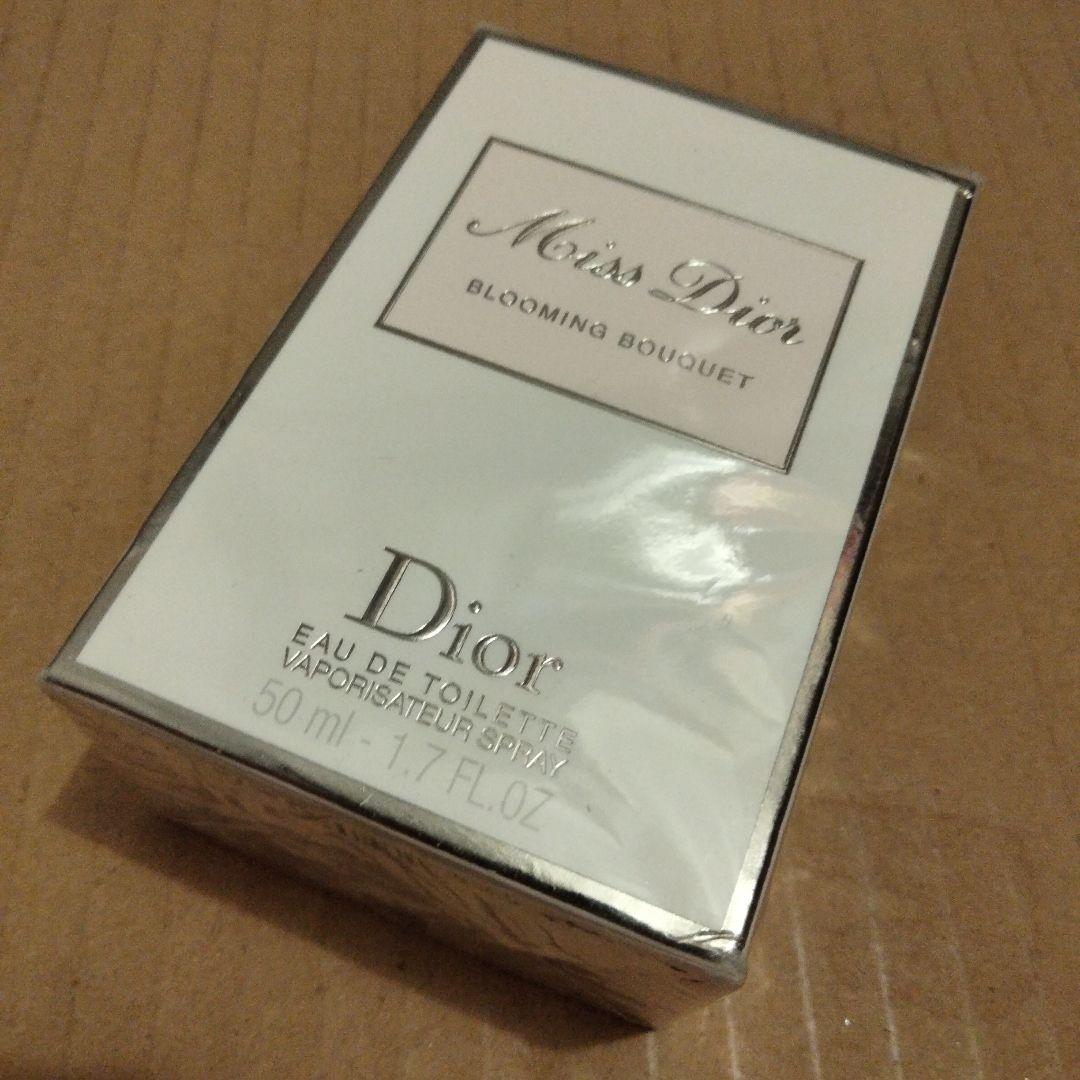 Miss Dior
BLOOMING BOUQUET
Dior
EAU DE TOILETTE
VAPORISATEUR SPRAY
50 ml - 1.7 FL.OZ